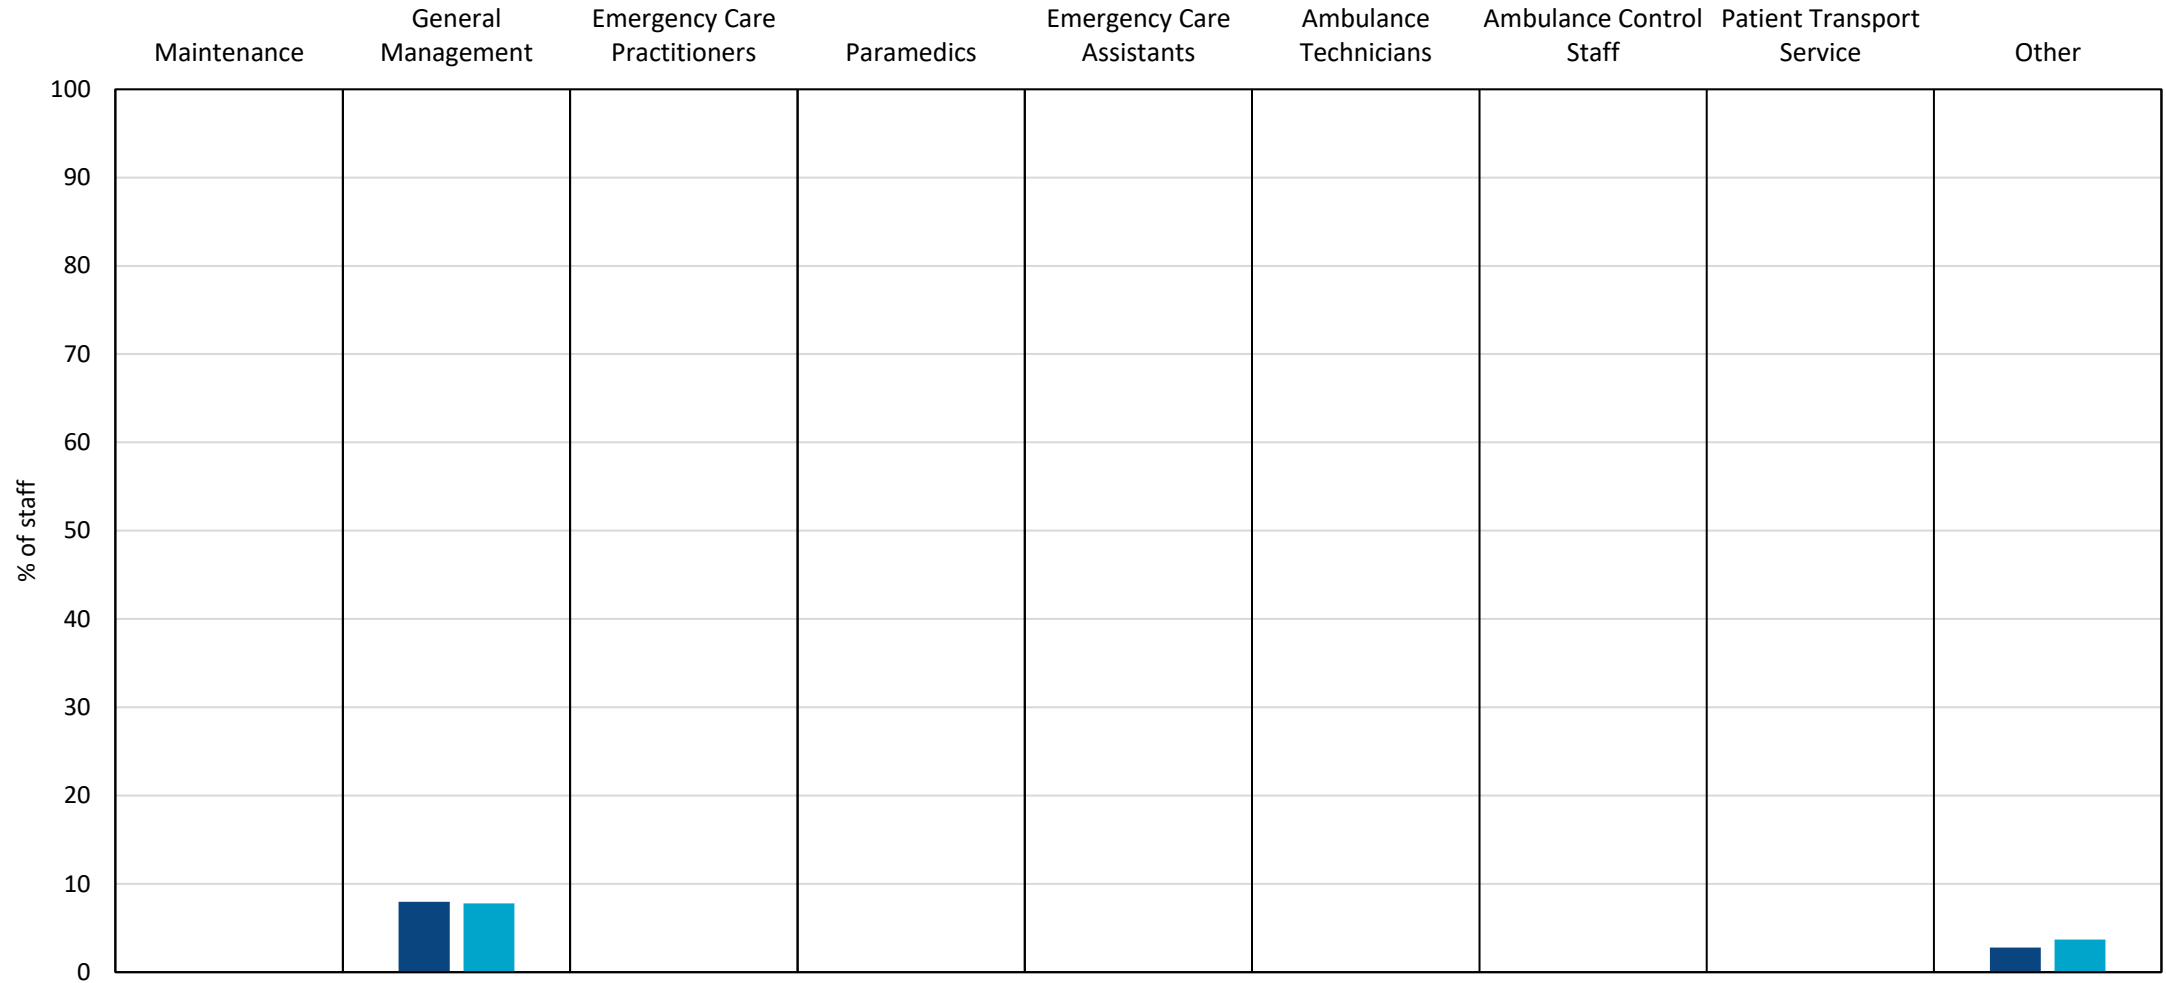 Maintenance
General
Management
Emergency Care
Practitioners
Paramedics
Emergency Care
Assistants
Ambulance
Technicians
Ambulance Control
Staff
Patient Transport
Service
Other
% of staff
100
90
80
70
60
50
40
30
20
10
0